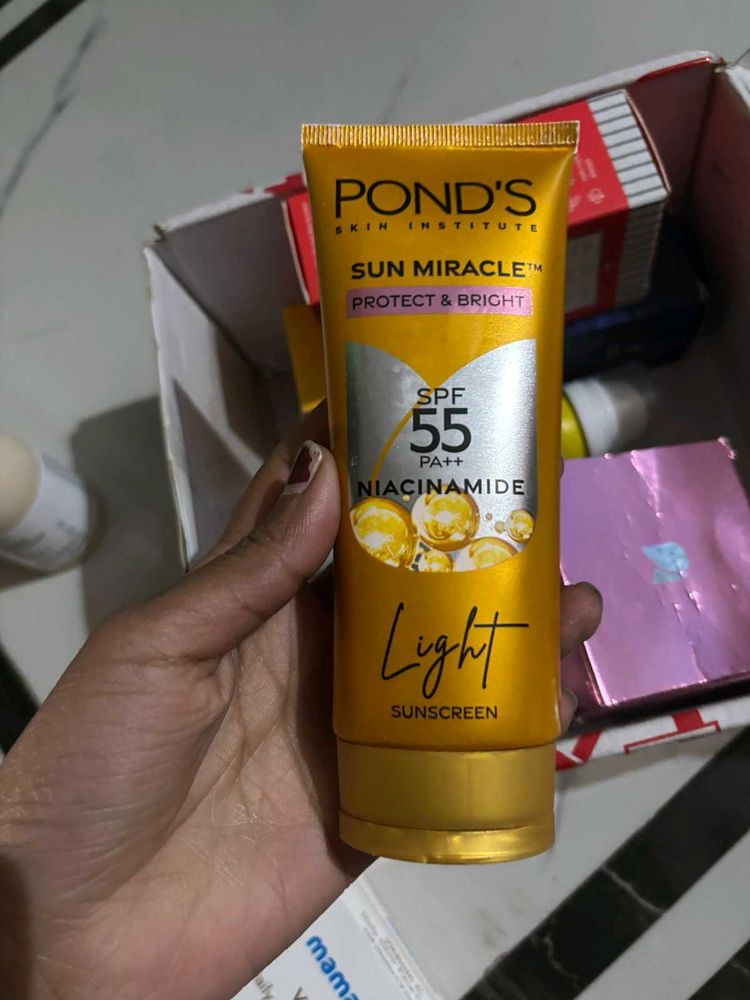 POND'S
SKIN INSTITUTE
SUN MIRACLE™
PROTECT & BRIGHT
SPF
55
PA++
NIACINAMIDE
Light
SUNSCREEN
mama